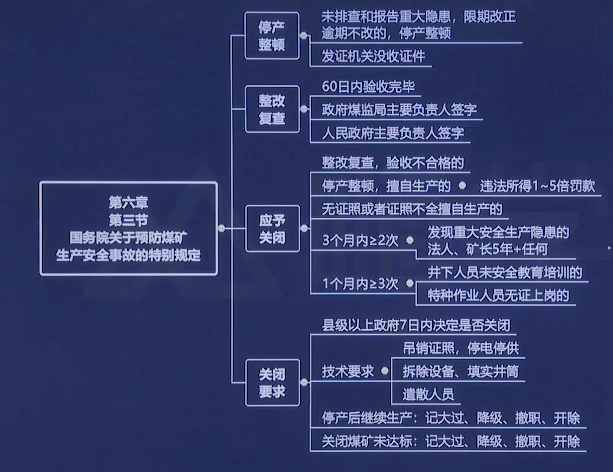 第六章
第三节
国务院关于预防煤矿
生产安全事故的特别规定
停产
整顿
未排查和报告重大隐患，限期改正
逾期不改的，停产整顿
发证机关没收证件
整改
复查
60日内验收完毕
政府煤监局主要负责人签字
人民政府主要负责人签字
应予
关闭
整改复查，验收不合格的
停产整顿，擅自生产的
违法所得1~5倍罚款
无证照或者证照不全擅自生产的
3个月内≥2次
发现重大安全生产隐患的
法人、矿长5年+任何
1个月内≥3次
井下人员未安全教育培训的
特种作业人员无证上岗的
关闭
要求
县级以上政府7日内决定是否关闭
技术要求
吊销证照，停电停供
拆除设备、填实井筒
遣散人员
停产后继续生产：记大过、降级、撤职、开除
关闭煤矿未达标：记大过、降级、撤职、开除